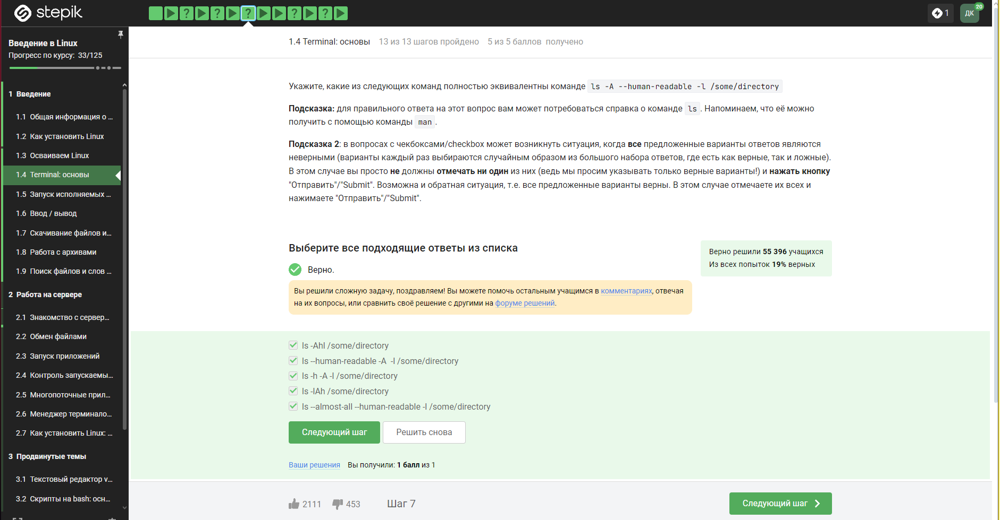 stepik
? ? ? ? ?
1
ДК
20
Введение в Linux
Прогресс по курсу: 33/125
1 Введение
1.1 Общая информация о ...
1.2 Как установить Linux
1.3 Осваиваем Linux
1.4 Terminal: основы
1.5 Запуск исполняемых ...
1.6 Ввод / вывод
1.7 Скачивание файлов и...
1.8 Работа с архивами
1.9 Поиск файлов и слов ...
2 Работа на сервере
2.1 Знакомство с сервер...
2.2 Обмен файлами
2.3 Запуск приложений
2.4 Контроль запускаемы...
2.5 Многопоточные прил...
2.6 Менеджер терминало...
2.7 Как установить Linux: ...
3 Продвинутые темы
3.1 Текстовый редактор v...
3.2 Скрипты на bash: осн...
1.4 Terminal: основы 13 из 13 шагов пройдено 5 из 5 баллов получено
Укажите, какие из следующих команд полностью эквивалентны команде ls -A --human-readable -l /some/directory
Подсказка: для правильного ответа на этот вопрос вам может потребоваться справка о команде ls. Напоминаем, что её можно
получить с помощью команды man.
Подсказка 2: в вопросах с чекбоксами/checkbox может возникнуть ситуация, когда все предложенные варианты ответов являются
неверными (варианты каждый раз выбираются случайным образом из большого набора ответов, где есть как верные, так и ложные).
В этом случае вы просто не должны отмечать ни один из них (ведь мы просим указывать только верные варианты!) и нажать кнопку
"Отправить"/"Submit". Возможна и обратная ситуация, т.е. все предложенные варианты верны. В этом случае отмечаете их всех и
нажимаете "Отправить"/"Submit".
Выберите все подходящие ответы из списка
Верно решили 55 396 учащихся
Из всех попыток 19% верных
Верно.
Вы решили сложную задачу, поздравляем! Вы можете помочь остальным учащимся в комментариях, отвечая
на их вопросы, или сравнить своё решение с другими на форуме решений.
ls -Ahl /some/directory
ls --human-readable -A -l /some/directory
ls -h -A -l /some/directory
ls -lAh /some/directory
ls --almost-all --human-readable -l /some/directory
Следующий шаг
Решить снова
Ваши решения Вы получили: 1 балл из 1
2111 453 Шаг 7
Следующий шаг